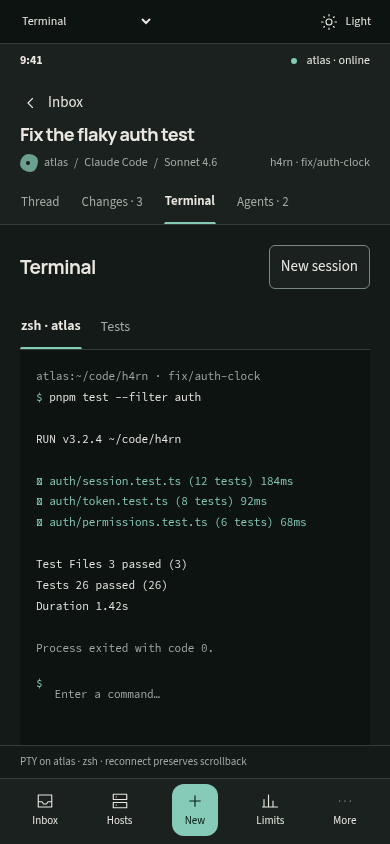 Terminal
Light
9:41
atlas · online
Inbox
Fix the flaky auth test
atlas / Claude Code / Sonnet 4.6
h4rn · fix/auth-clock
Thread
Changes · 3
Terminal
Agents · 2
Terminal
New session
zsh · atlas
Tests
atlas:~/code/h4rn · fix/auth-clock
$ pnpm test --filter auth
RUN v3.2.4 ~/code/h4rn
auth/session.test.ts (12 tests) 184ms
auth/token.test.ts (8 tests) 92ms
auth/permissions.test.ts (6 tests) 68ms
Test Files 3 passed (3)
Tests 26 passed (26)
Duration 1.42s
Process exited with code 0.
$
Enter a command…
PTY on atlas · zsh · reconnect preserves scrollback
Inbox
Hosts
New
Limits
More